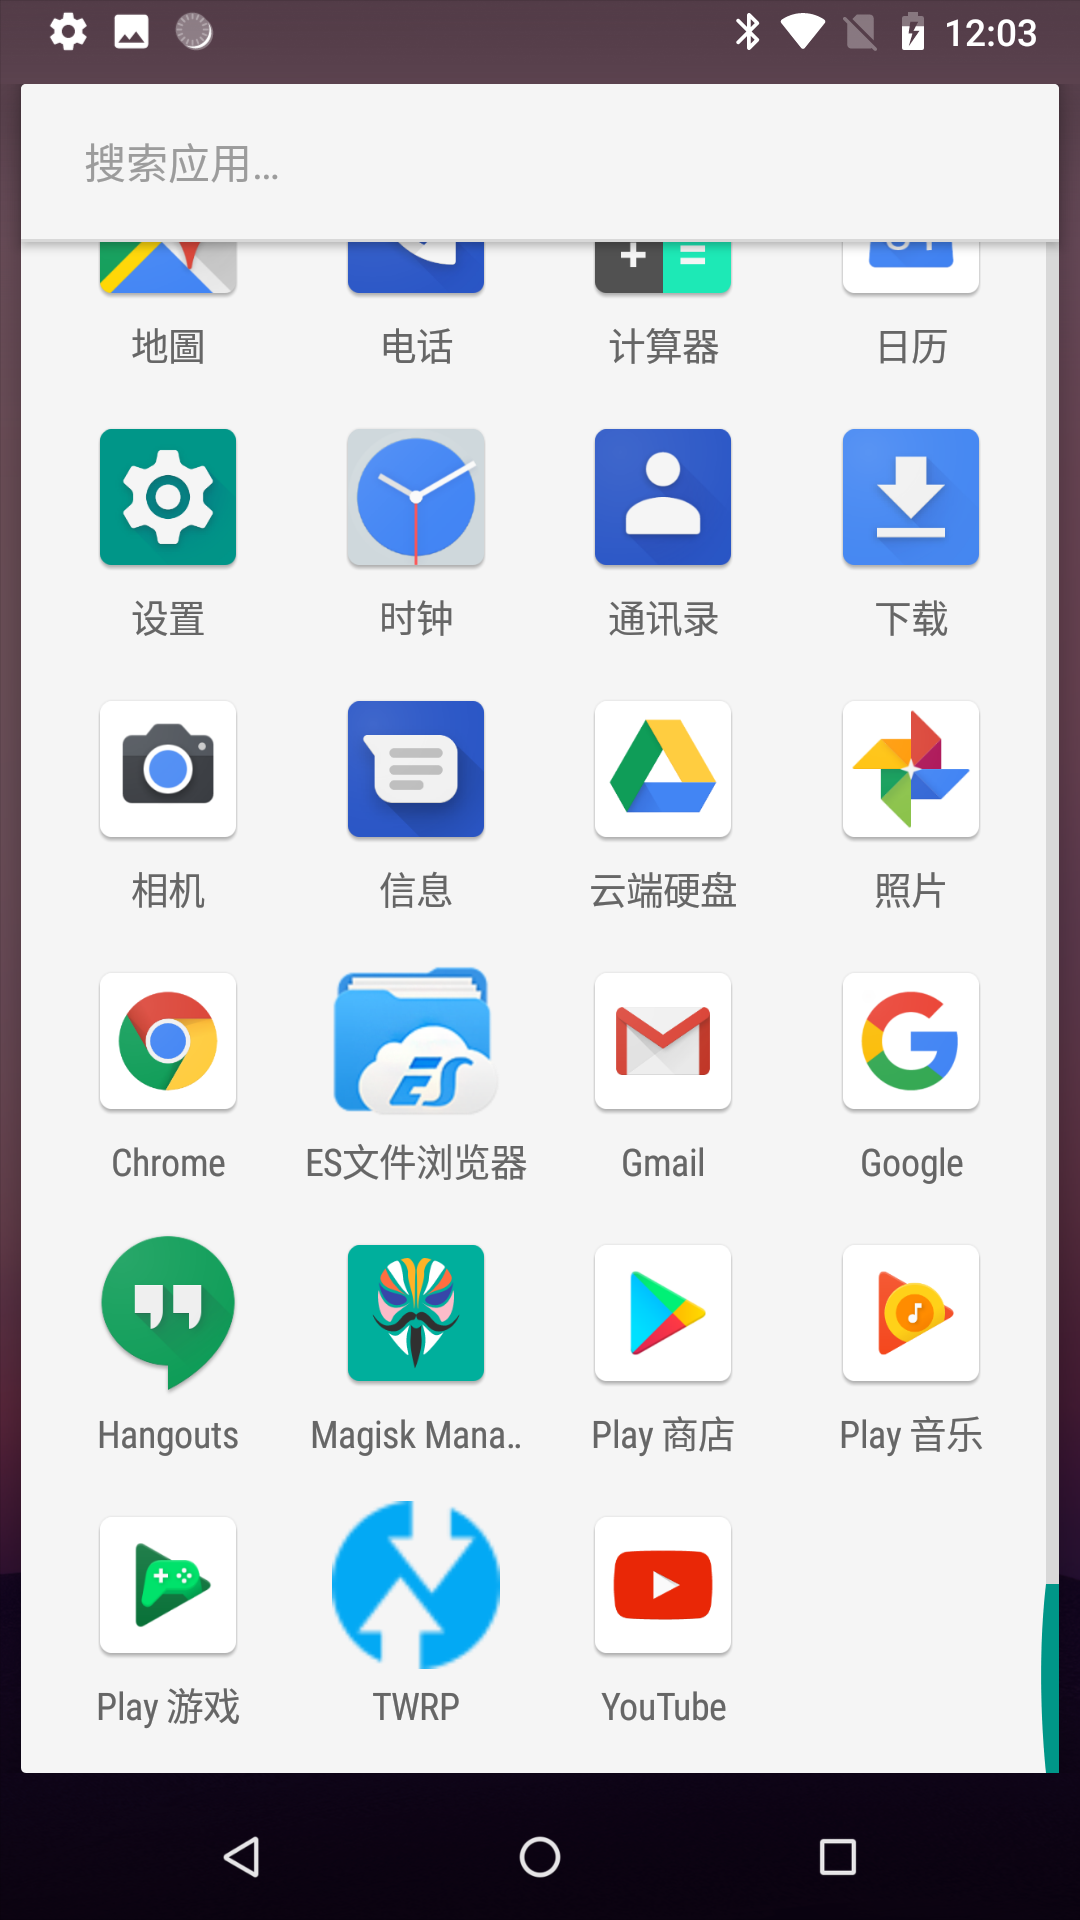 12:03
搜索应用…
地圖
电话
计算器
日历
设置
时钟
通讯录
下载
相机
信息
云端硬盘
照片
Chrome
ES文件浏览器
Gmail
Google
Hangouts
Magisk Mana..
Play 商店
Play 音乐
Play 游戏
TWRP
YouTube